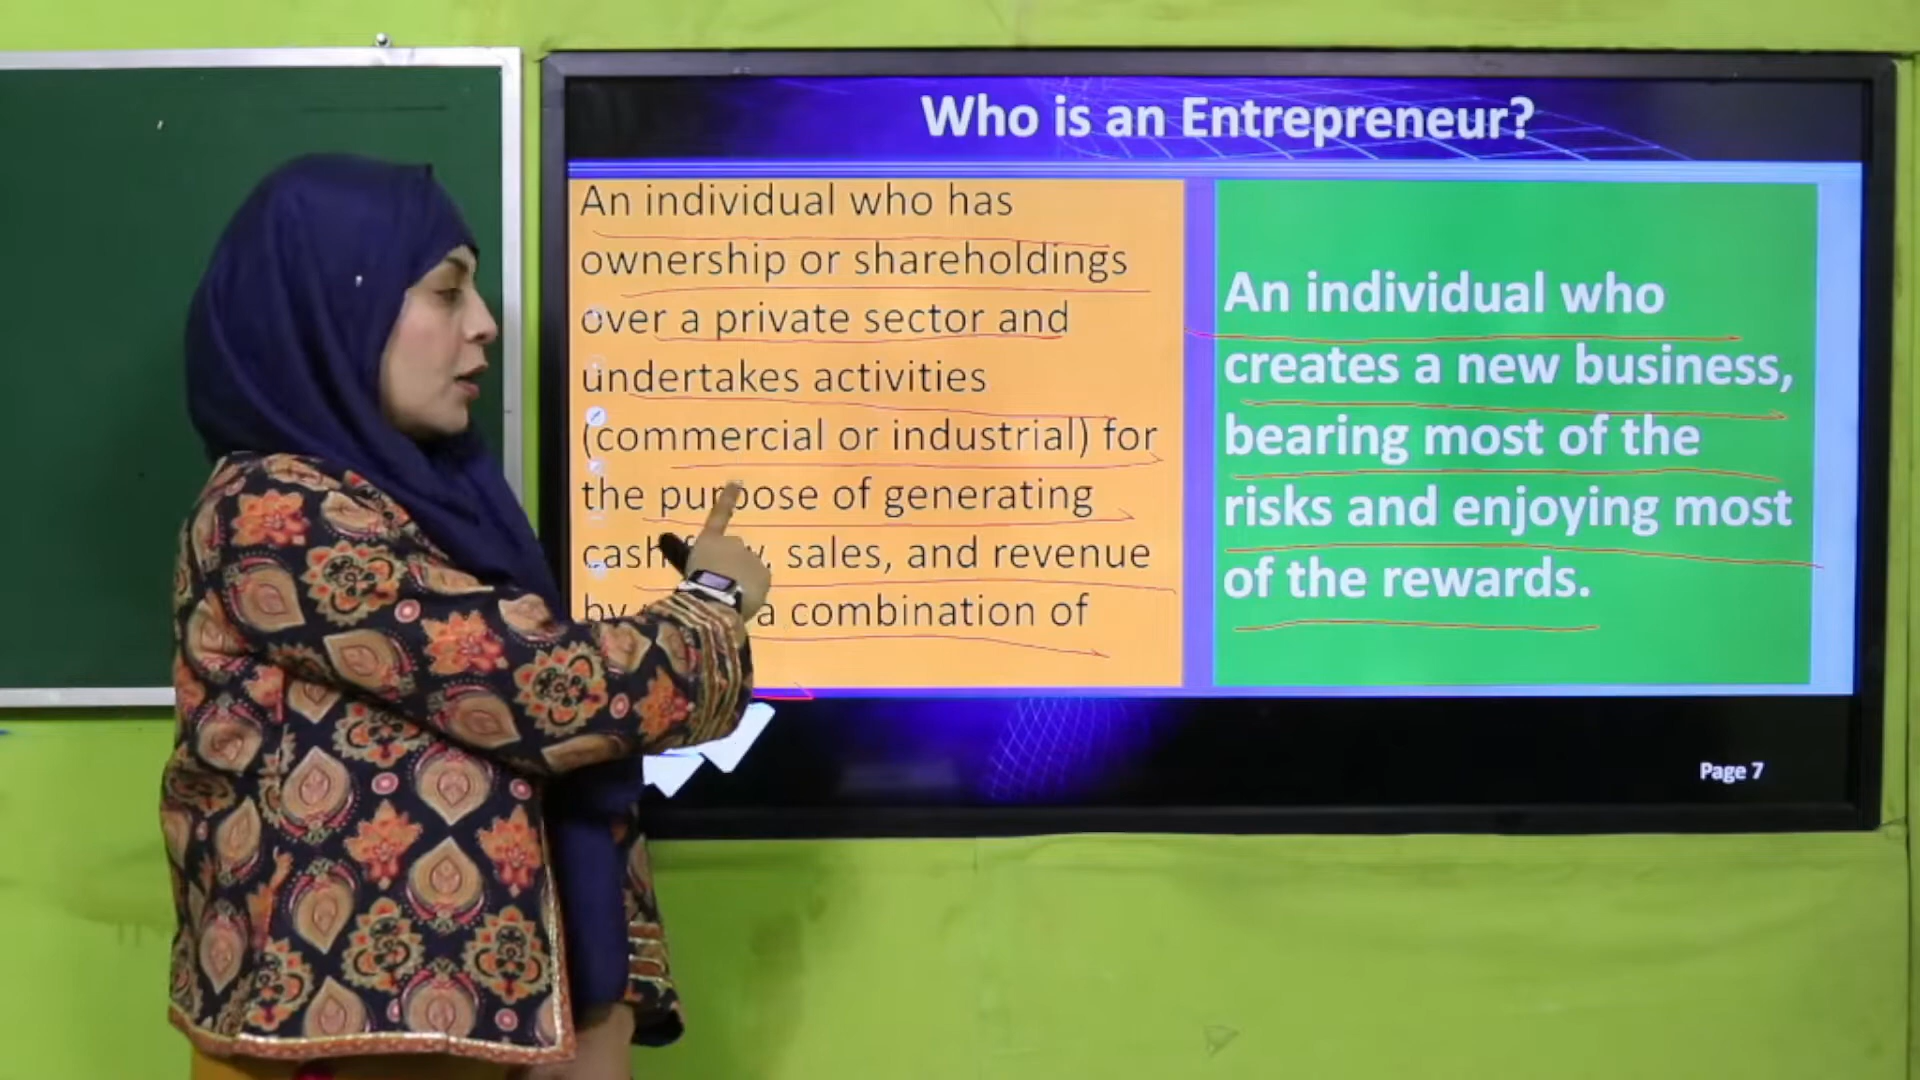 Who is an Entrepreneur?
An individual who has
ownership or shareholdings
over a private sector and
undertakes activities
(commercial or industrial) for
the purpose of generating
cash sales, and revenue
by a combination of
An individual who
creates a new business,
bearing most of the
risks and enjoying most
of the rewards.
Page 7